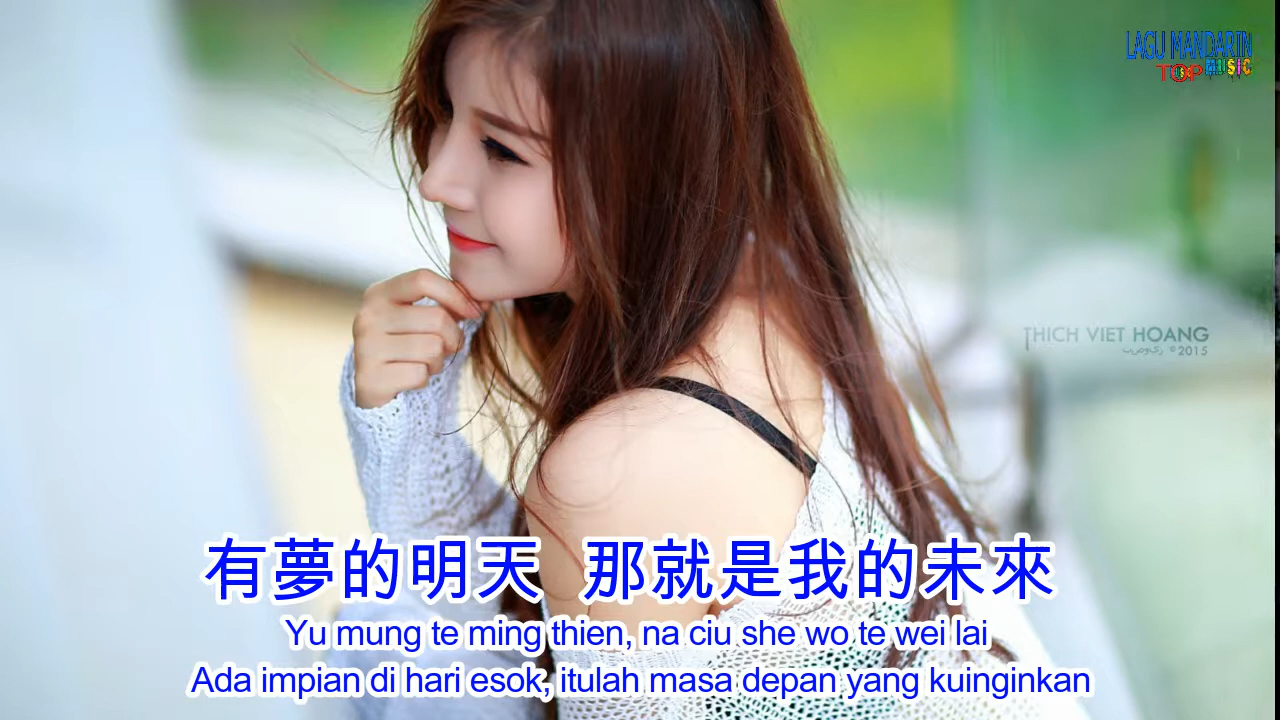 LAGU MANDARIN
TOP MUSIC
THICH VIET HOANG
©2015
有夢的明天 那就是我的未來
Yu mung te ming thien, na ciu she wo te wei lai
Ada impian di hari esok, itulah masa depan yang kuinginkan